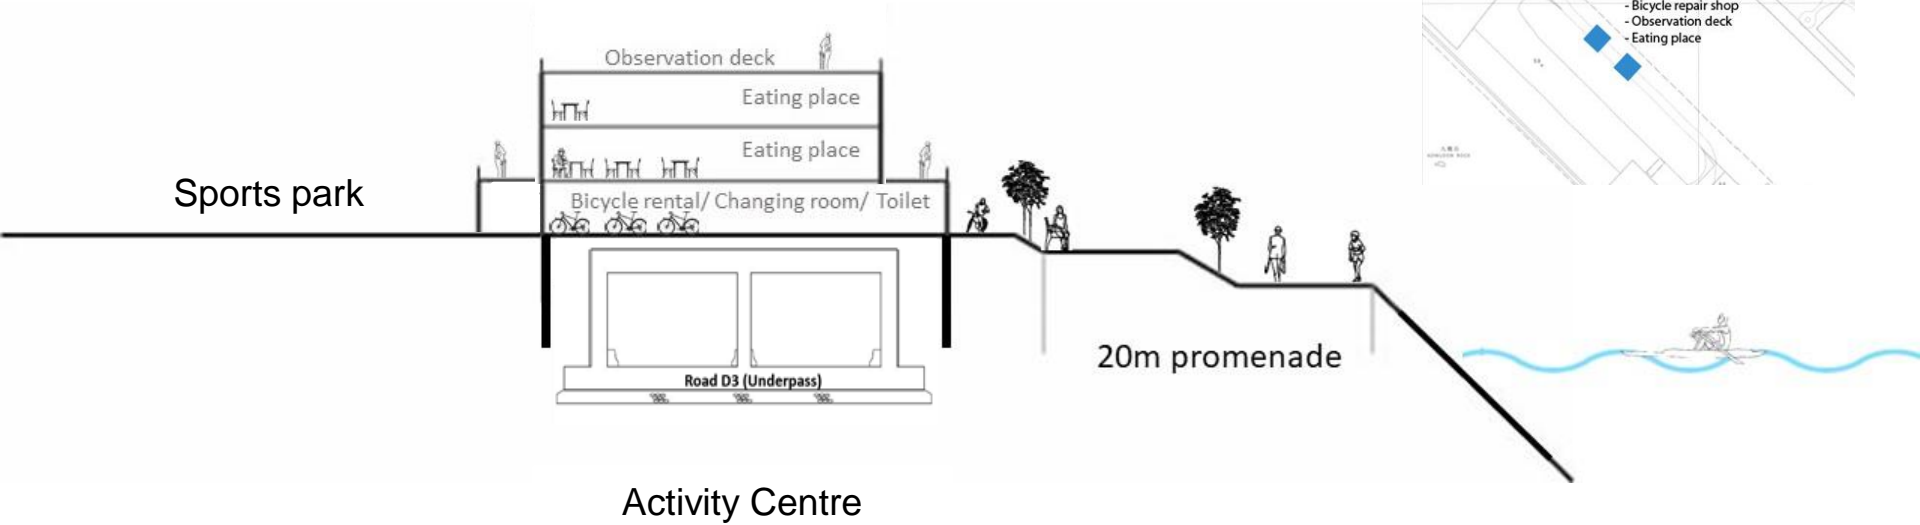 - Bicycle repair shop
- Observation deck
- Eating place
Observation deck
Eating place
Eating place
Sports park
Bicycle rental/ Changing room/ Toilet
20m promenade
Road D3 (Underpass)
Activity Centre